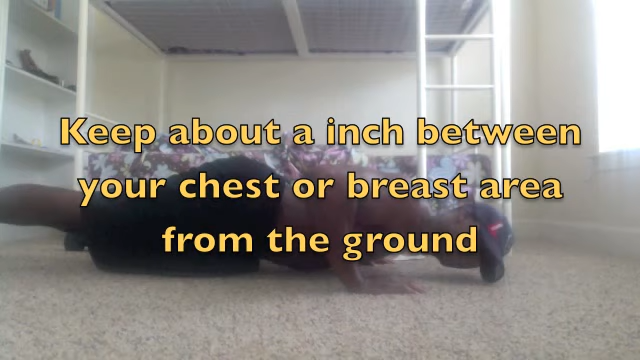 Keep about a inch between
your chest or breast area
from the ground